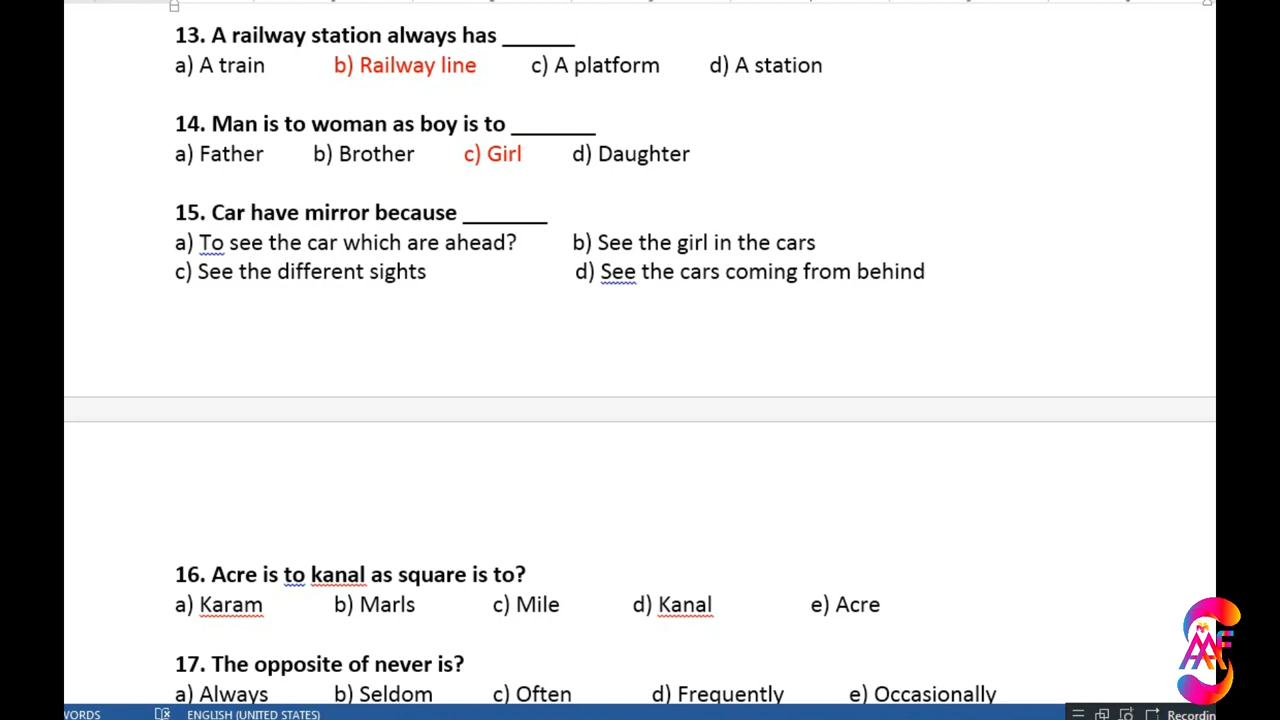 13. A railway station always has ______
a) A train b) Railway line c) A platform d) A station
14. Man is to woman as boy is to _______
a) Father b) Brother c) Girl d) Daughter
15. Car have mirror because _______
a) To see the car which are ahead? b) See the girl in the cars
c) See the different sights d) See the cars coming from behind
16. Acre is to kanal as square is to?
a) Karam b) Marls c) Mile d) Kanal e) Acre
17. The opposite of never is?
a) Always b) Seldom c) Often d) Frequently e) Occasionally
WORDS ENGLISH (UNITED STATES)